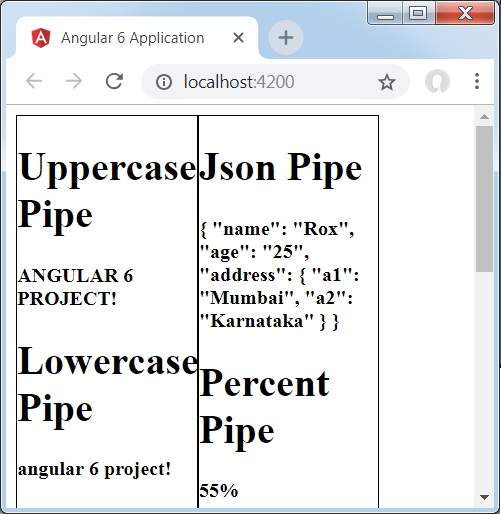 Angular 6 Application
localhost:4200
Uppercase
Pipe
ANGULAR 6
PROJECT!
Lowercase
Pipe
angular 6 project!
Json Pipe
{ "name": "Rox",
"age": "25",
"address": { "a1":
"Mumbai", "a2":
"Karnataka" } }
Percent
Pipe
55%